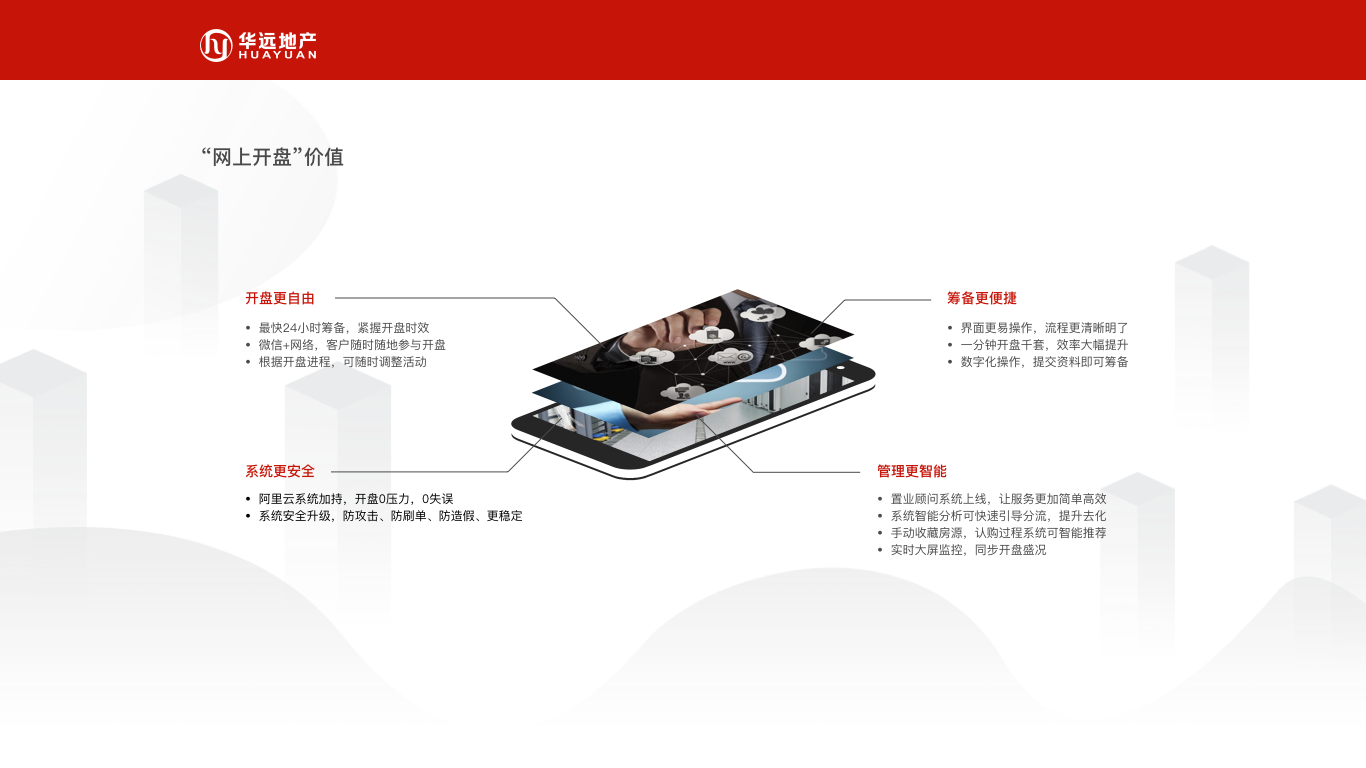 华远地产
HUAYUAN
“网上开盘”价值
开盘更自由
• 最快24小时筹备，紧握开盘时效
• 微信+网络，客户随时随地参与开盘
• 根据开盘进程，可随时调整活动
筹备更便捷
• 界面更易操作，流程更清晰明了
• 一分钟开盘千套，效率大幅提升
• 数字化操作，提交资料即可筹备
系统更安全
• 阿里云系统加持，开盘0压力，0失误
• 系统安全升级，防攻击、防刷单、防造假、更稳定
管理更智能
• 置业顾问系统上线，让服务更加简单高效
• 系统智能分析可快速引导分流，提升去化
• 手动收藏房源，认购过程系统可智能推荐
• 实时大屏监控，同步开盘盛况